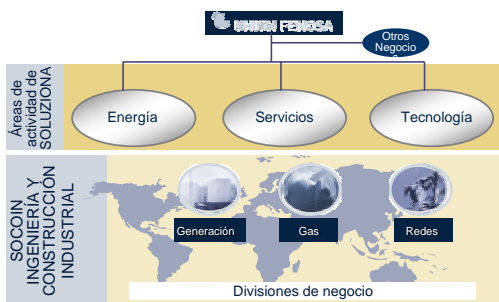 UNION FENOSA
Otros
Negocio
Áreas de
actividad de
SOLUZIONA
Energía
Servicios
Tecnología
SOCOIN
INGENIERIA Y
CONSTRUCCIÓN
INDUSTRIAL
Generación
Gas
Redes
Divisiones de negocio